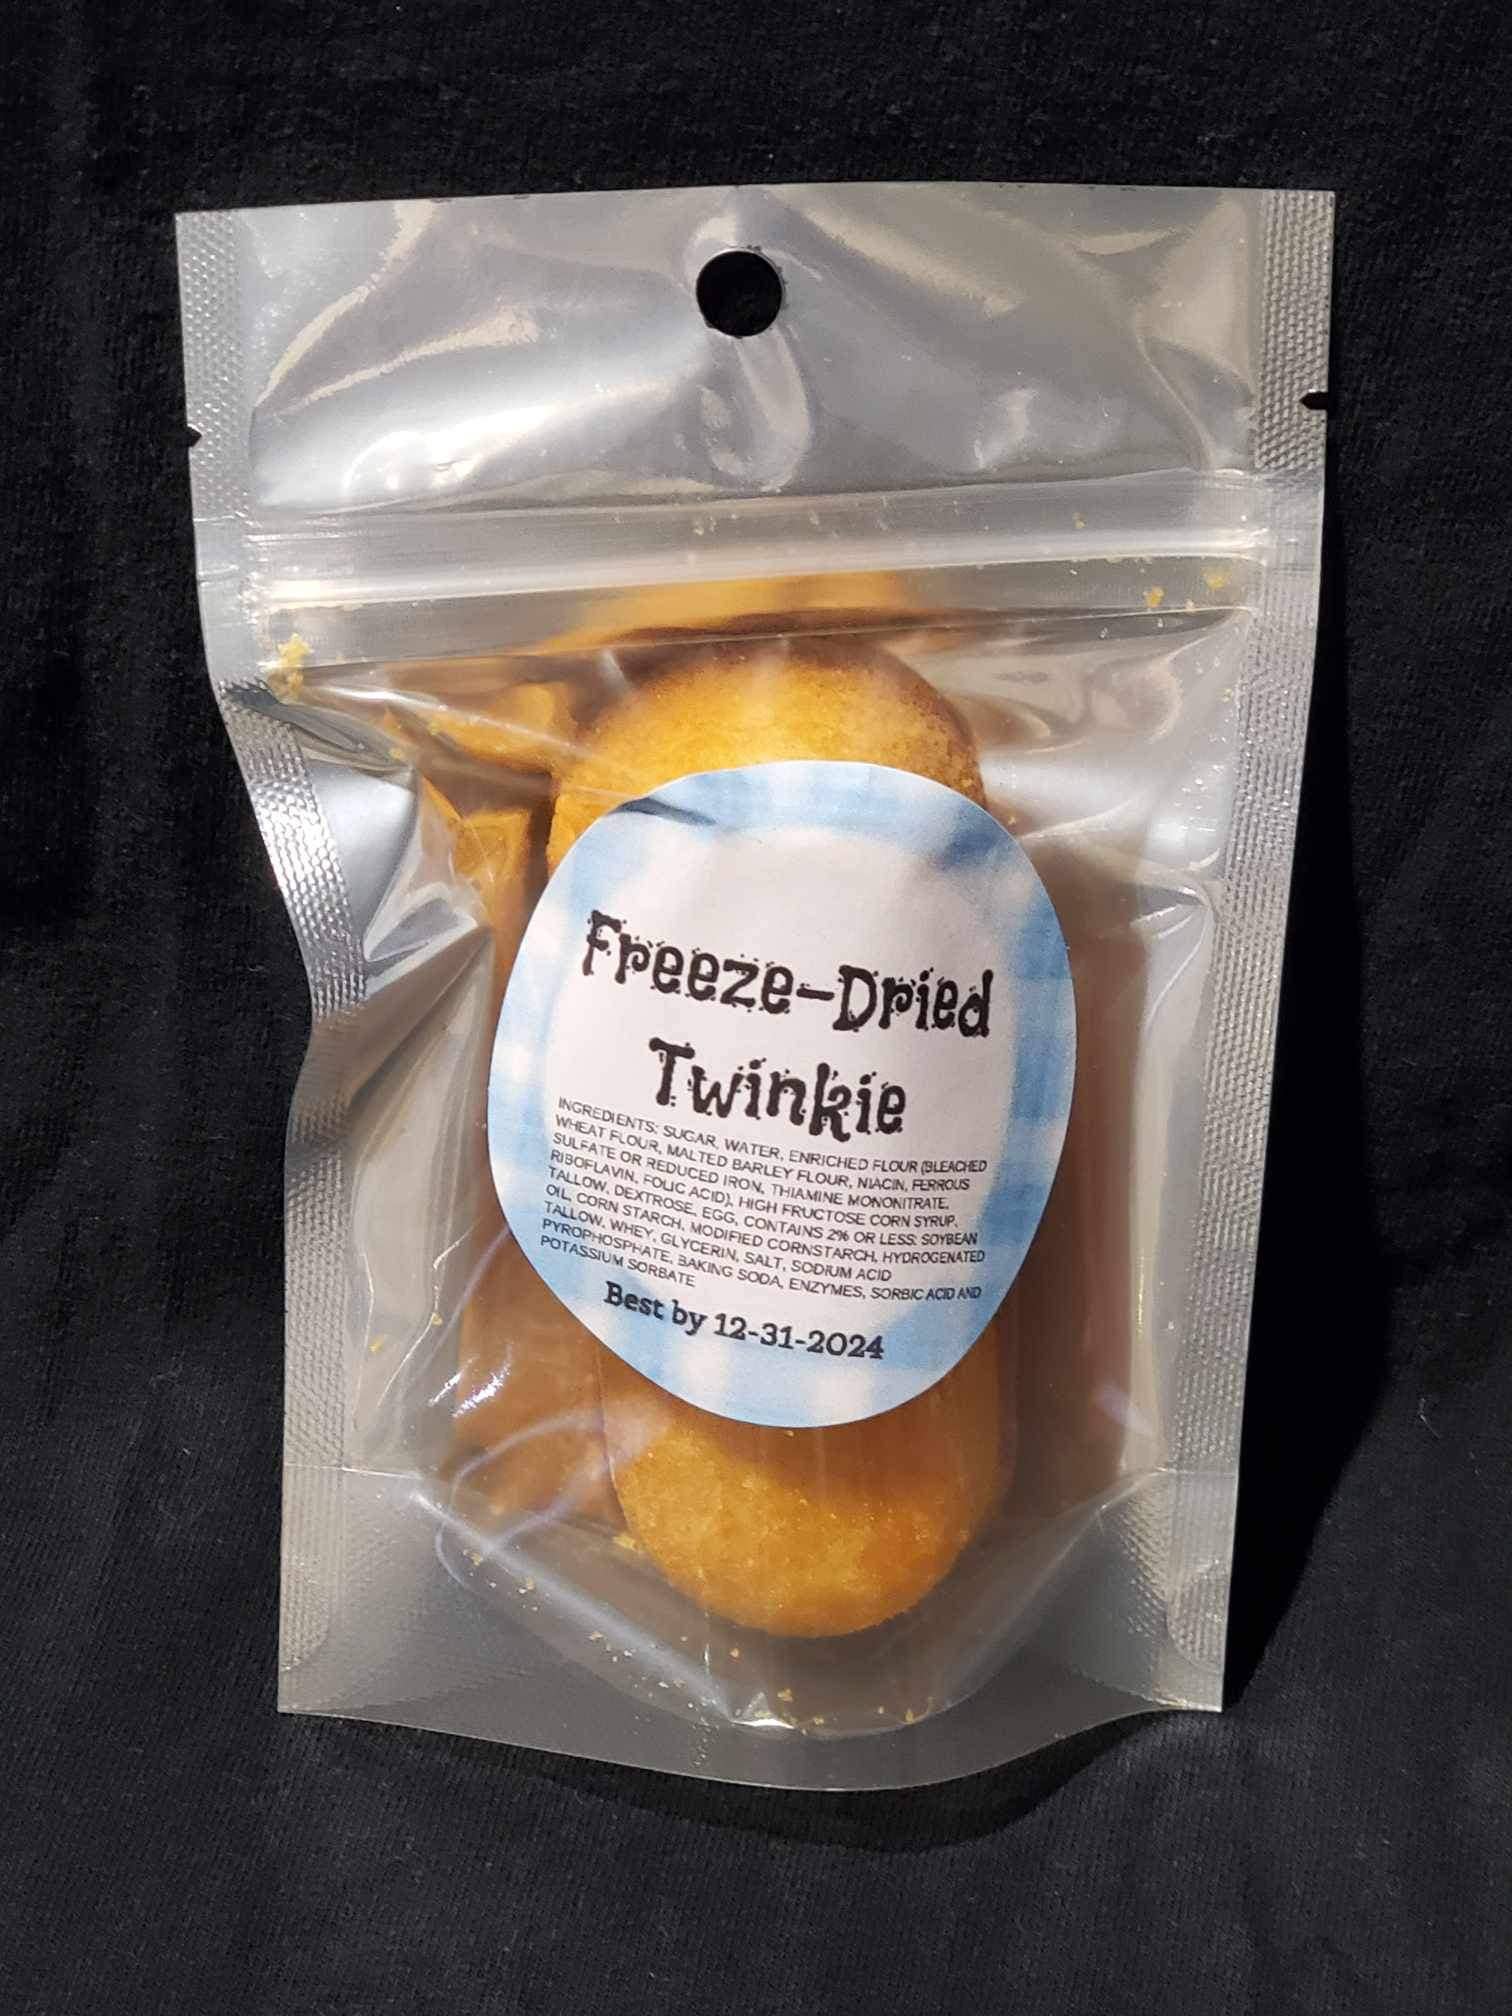 Freeze-Dried
Twinkie
INGREDIENTS: SUGAR, WATER, ENRICHED FLOUR (BLEACHED
WHEAT FLOUR, MALTED BARLEY FLOUR, NIACIN, FERROUS
SULFATE OR REDUCED IRON, THIAMINE MONONITRATE,
RIBOFLAVIN, FOLIC ACID), HIGH FRUCTOSE CORN SYRUP,
TALLOW, DEXTROSE, EGG, CONTAINS 2% OR LESS: SOYBEAN
OIL, CORN STARCH, MODIFIED CORNSTARCH, HYDROGENATED
TALLOW, WHEY, GLYCERIN, SALT, SODIUM ACID
PYROPHOSPHATE, BAKING SODA, ENZYMES, SORBIC ACID AND
POTASSIUM SORBATE
Best by 12-31-2024